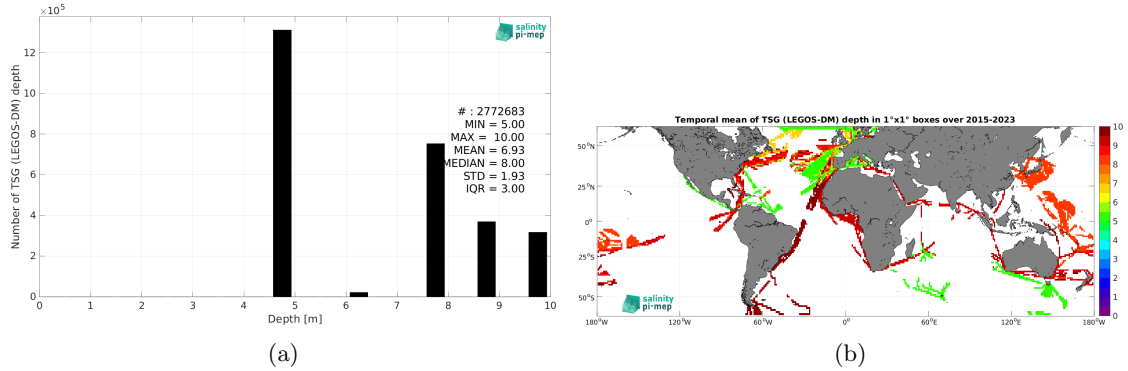 ×10⁵
salinity
pi-mep
12
10
8
6
4
2
0
Number of TSG (LEGOS-DM) depth
# : 2772683
MIN = 5.00
MAX = 10.00
MEAN = 6.93
MEDIAN = 8.00
STD = 1.93
IQR = 3.00
0 1 2 3 4 5 6 7 8 9 10
Depth [m]
(a)
Temporal mean of TSG (LEGOS-DM) depth in 1°x1° boxes over 2015-2023
50°N
25°N
0°
25°S
50°S
180°W 120°W 60°W 0°W 60°E 120°E 180°W
salinity
pi-mep
10
9
8
7
6
5
4
3
2
1
0
(b)